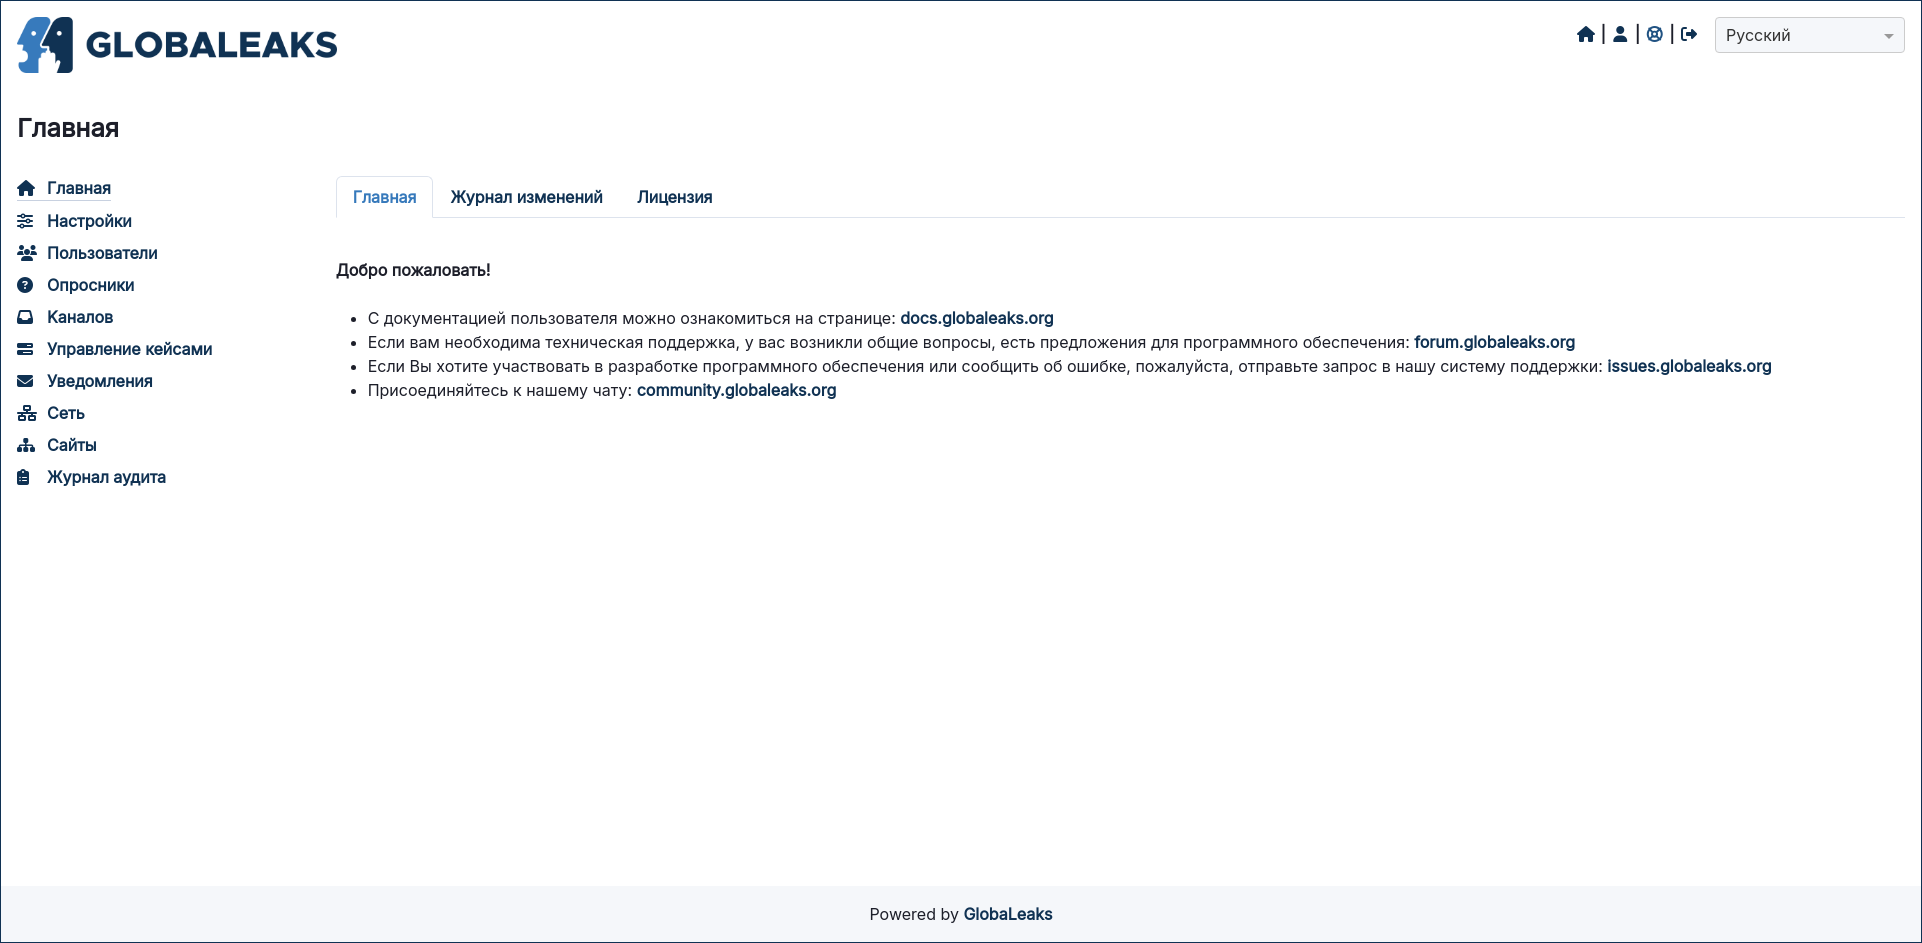 GLOBALEAKS
| | |
Русский
Главная
Главная
Настройки
Пользователи
Опросники
Каналов
Управление кейсами
Уведомления
Сеть
Сайты
Журнал аудита
Главная Журнал изменений Лицензия
Добро пожаловать!
• С документацией пользователя можно ознакомиться на странице: docs.globaleaks.org
• Если вам необходима техническая поддержка, у вас возникли общие вопросы, есть предложения для программного обеспечения: forum.globaleaks.org
• Если Вы хотите участвовать в разработке программного обеспечения или сообщить об ошибке, пожалуйста, отправьте запрос в нашу систему поддержки: issues.globaleaks.org
• Присоединяйтесь к нашему чату: community.globaleaks.org
Powered by GlobaLeaks